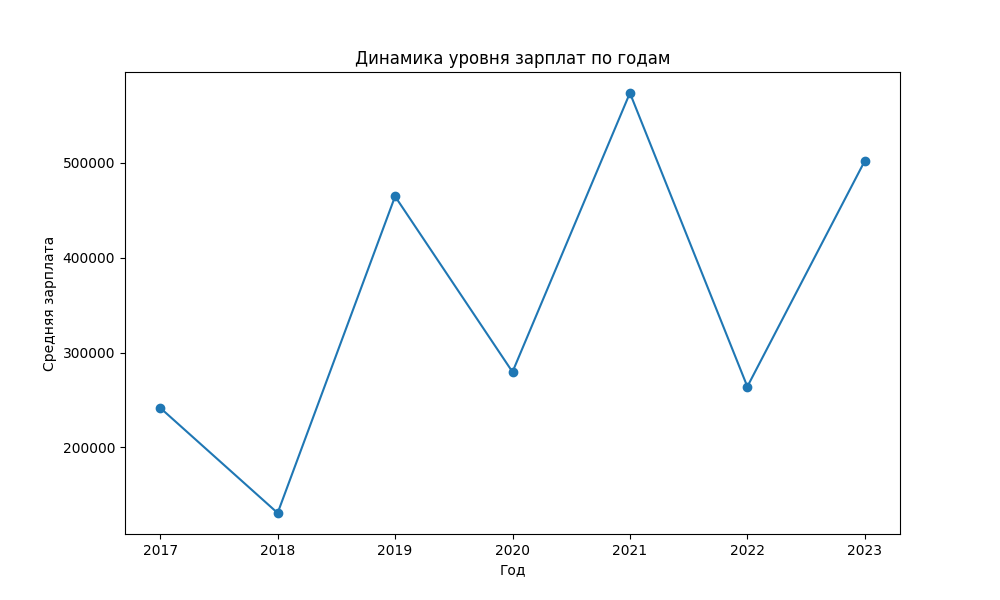 Динамика уровня зарплат по годам
Средняя зарплата
500000
400000
300000
200000
2017 2018 2019 2020 2021 2022 2023
Год